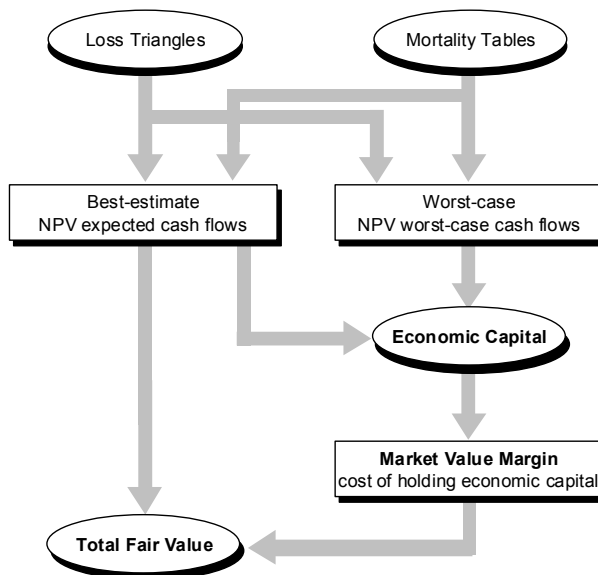 Loss Triangles
Mortality Tables
Best-estimate
NPV expected cash flows
Worst-case
NPV worst-case cash flows
Economic Capital
Market Value Margin
cost of holding economic capital
Total Fair Value